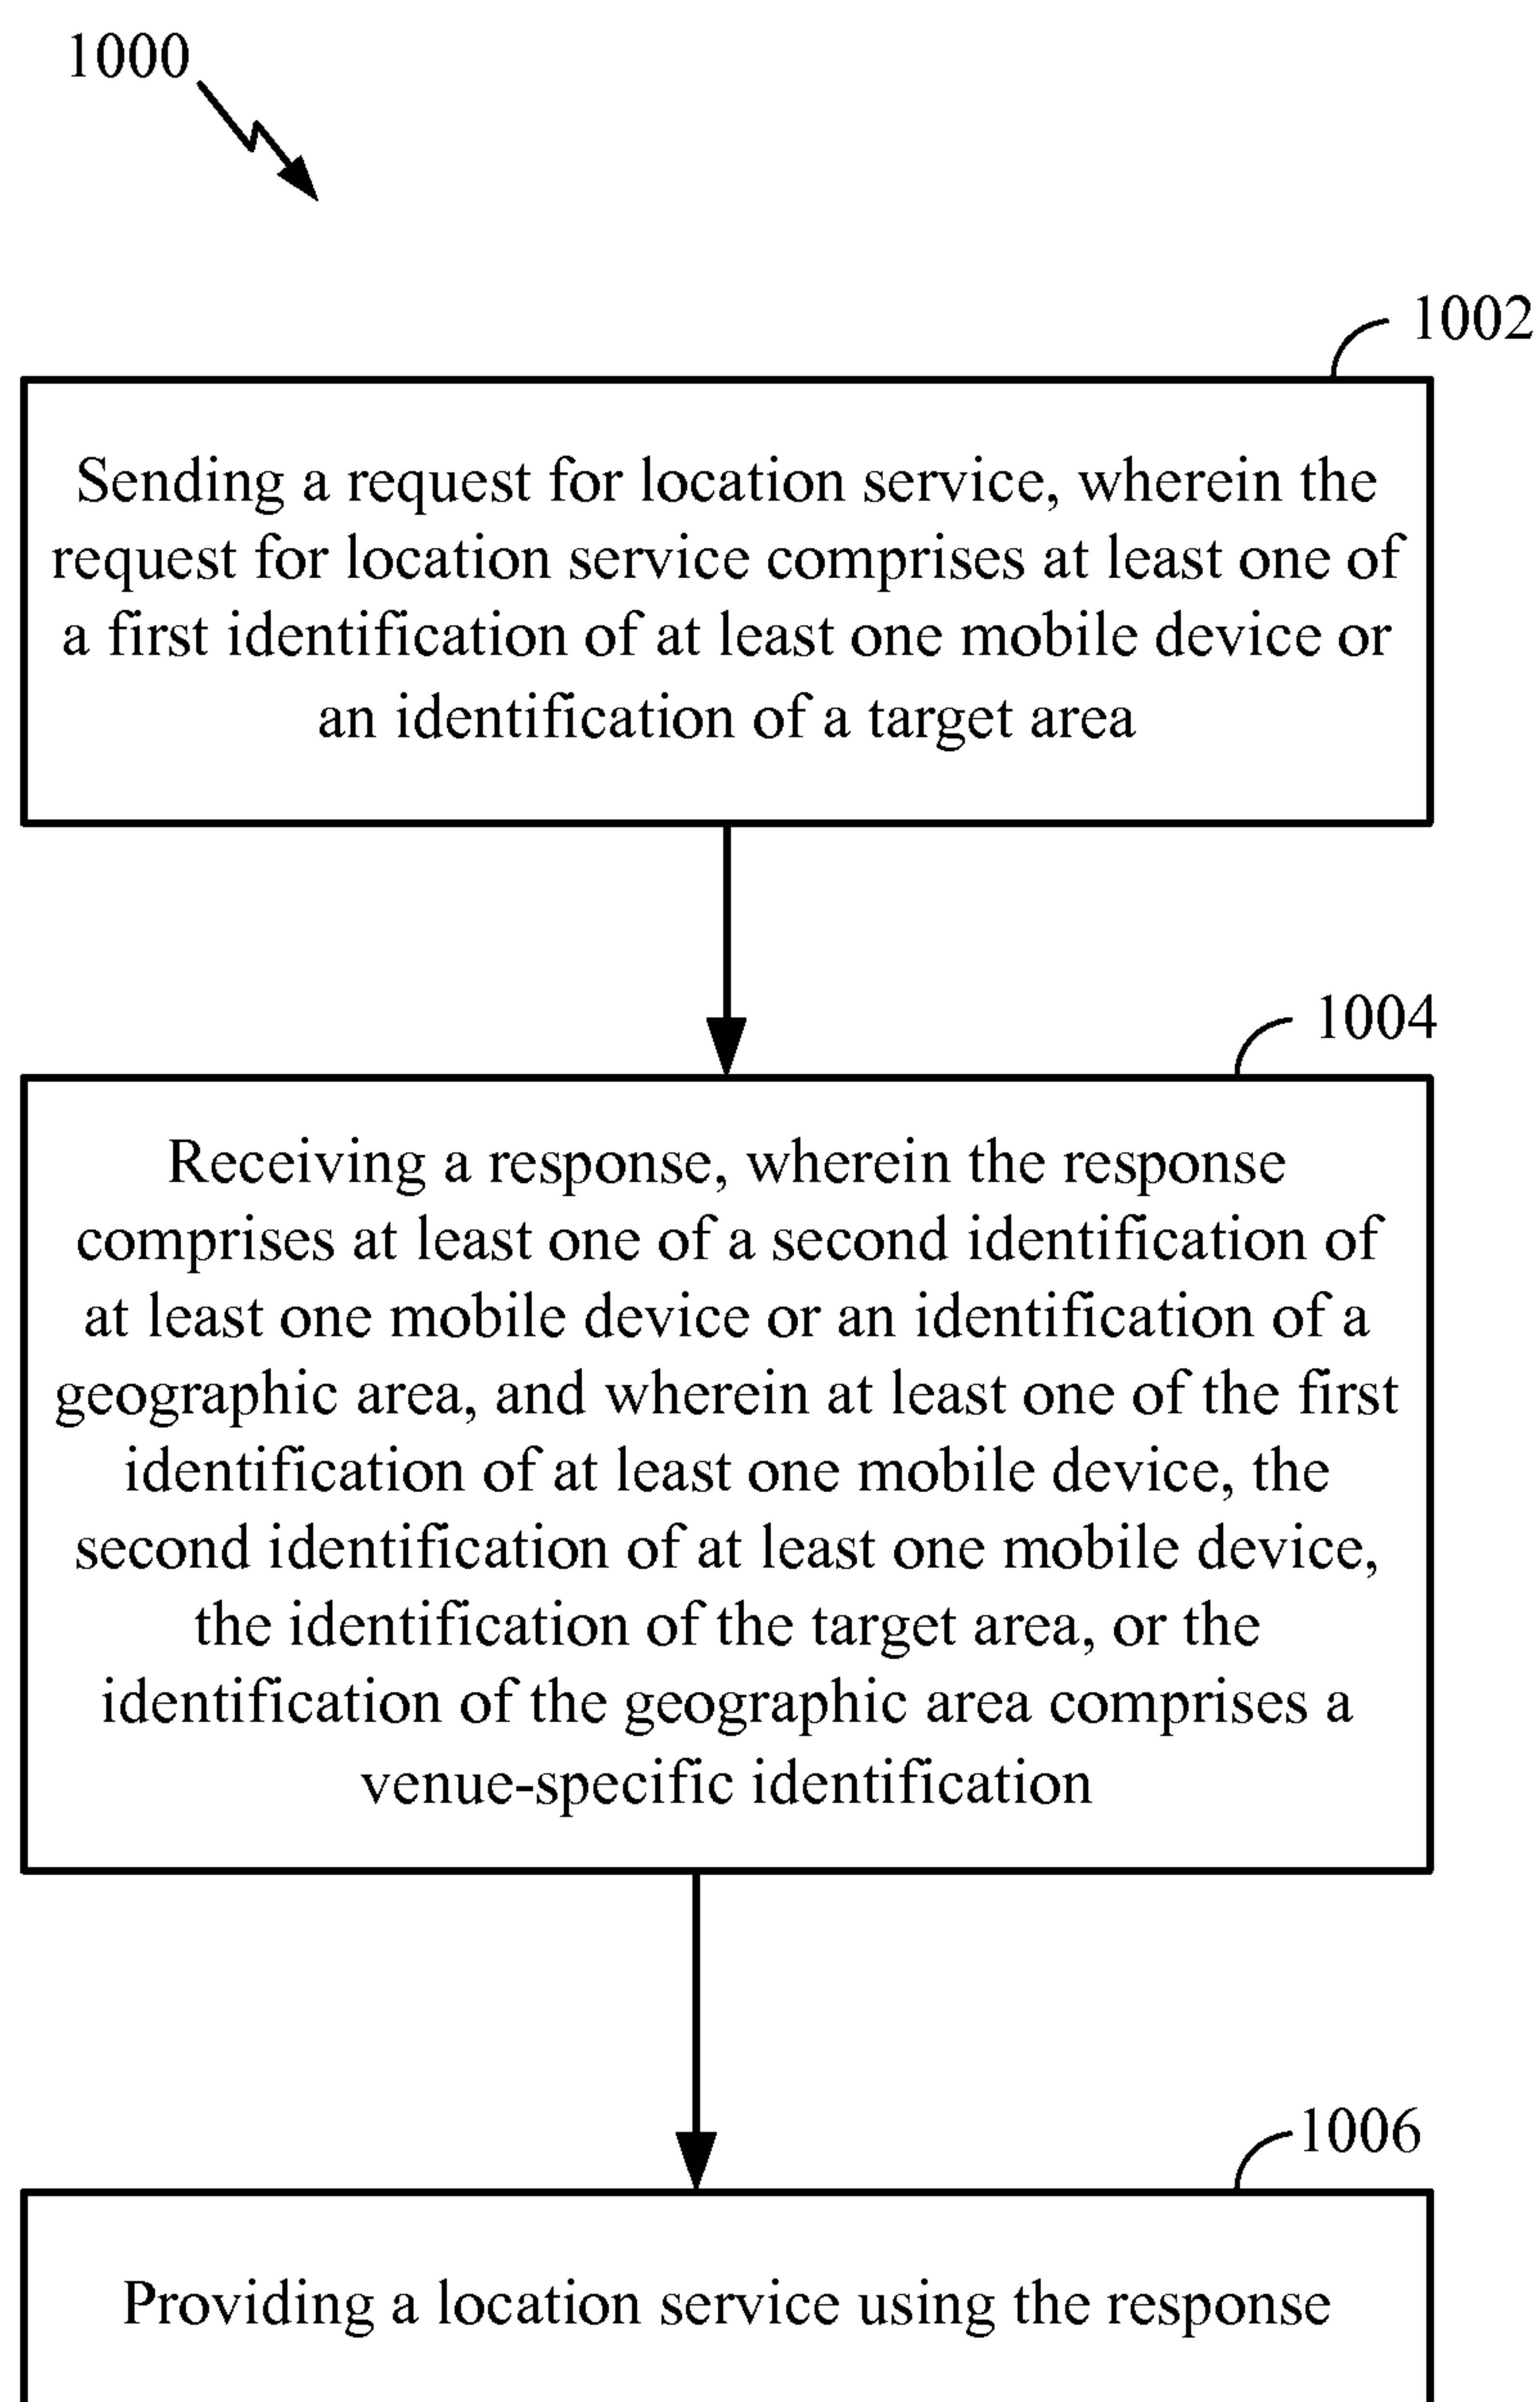 1000
1002
Sending a request for location service, wherein the
request for location service comprises at least one of
a first identification of at least one mobile device or
an identification of a target area
1004
Receiving a response, wherein the response
comprises at least one of a second identification of
at least one mobile device or an identification of a
geographic area, and wherein at least one of the first
identification of at least one mobile device, the
second identification of at least one mobile device,
the identification of the target area, or the
identification of the geographic area comprises a
venue-specific identification
1006
Providing a location service using the response